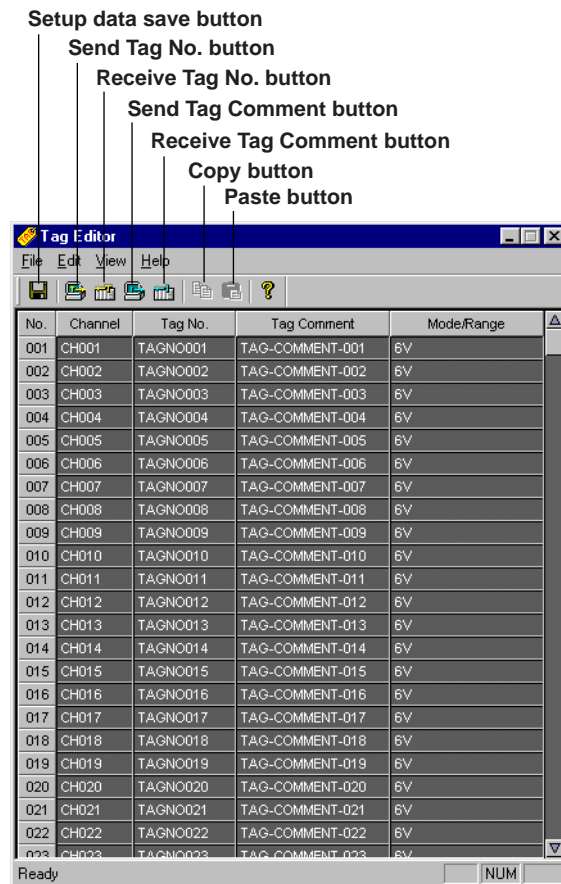 Setup data save button
Send Tag No. button
Receive Tag No. button
Send Tag Comment button
Receive Tag Comment button
Copy button
Paste button
Tag Editor
File Edit View Help
No. Channel Tag No. Tag Comment Mode/Range
001 CH001 TAGNO001 TAG-COMMENT-001 6V
002 CH002 TAGNO002 TAG-COMMENT-002 6V
003 CH003 TAGNO003 TAG-COMMENT-003 6V
004 CH004 TAGNO004 TAG-COMMENT-004 6V
005 CH005 TAGNO005 TAG-COMMENT-005 6V
006 CH006 TAGNO006 TAG-COMMENT-006 6V
007 CH007 TAGNO007 TAG-COMMENT-007 6V
008 CH008 TAGNO008 TAG-COMMENT-008 6V
009 CH009 TAGNO009 TAG-COMMENT-009 6V
010 CH010 TAGNO010 TAG-COMMENT-010 6V
011 CH011 TAGNO011 TAG-COMMENT-011 6V
012 CH012 TAGNO012 TAG-COMMENT-012 6V
013 CH013 TAGNO013 TAG-COMMENT-013 6V
014 CH014 TAGNO014 TAG-COMMENT-014 6V
015 CH015 TAGNO015 TAG-COMMENT-015 6V
016 CH016 TAGNO016 TAG-COMMENT-016 6V
017 CH017 TAGNO017 TAG-COMMENT-017 6V
018 CH018 TAGNO018 TAG-COMMENT-018 6V
019 CH019 TAGNO019 TAG-COMMENT-019 6V
020 CH020 TAGNO020 TAG-COMMENT-020 6V
021 CH021 TAGNO021 TAG-COMMENT-021 6V
022 CH022 TAGNO022 TAG-COMMENT-022 6V
023 CH023 TAGNO023 TAG-COMMENT-023 6V
Ready NUM